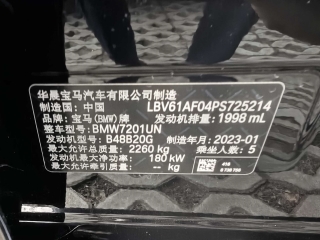 华晨宝马汽车有限公司制造
制造国:中国 LBV61AF04PS725214
品牌:宝马(BMW)牌 发动机排量:1998 mL
整车型号:BMW7201UN
发动机型号:B48B20G 制造年月:2023-01
最大允许总质量:2260 kg 乘坐人数:5
发动机最大净功率:180 kW
最大允许牵引质量:-- kg